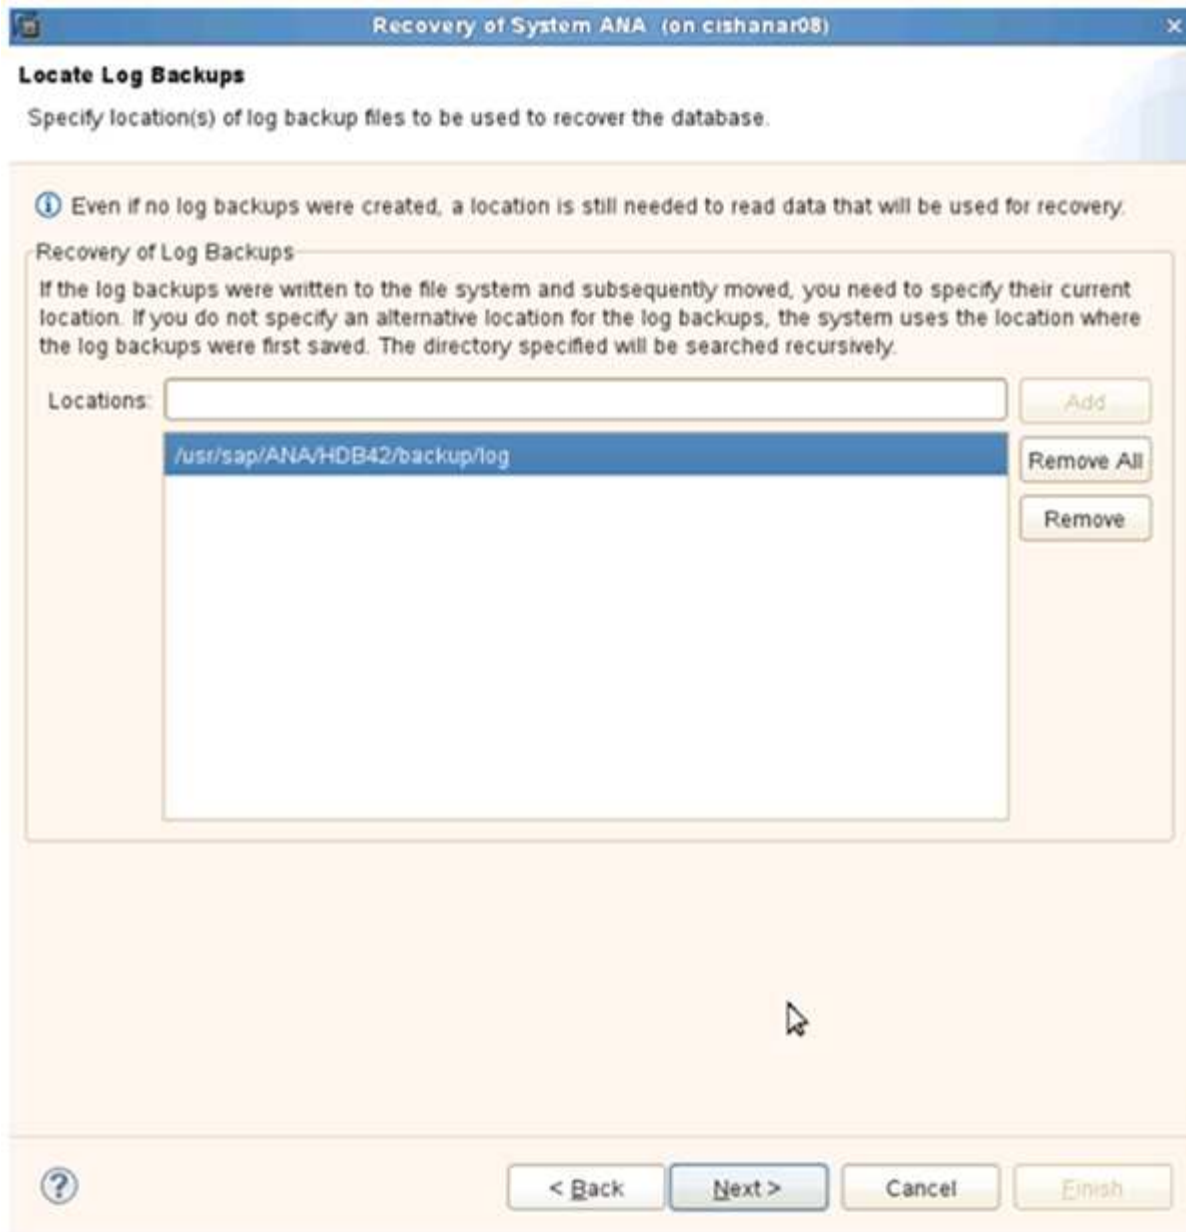 Recovery of System ANA (on cishanar08)
Locate Log Backups
Specify location(s) of log backup files to be used to recover the database.
Even if no log backups were created, a location is still needed to read data that will be used for recovery.
Recovery of Log Backups
If the log backups were written to the file system and subsequently moved, you need to specify their current
location. If you do not specify an alternative location for the log backups, the system uses the location where
the log backups were first saved. The directory specified will be searched recursively.
Locations:
Add
/usr/sap/ANA/HDB42/backup/log
Remove All
Remove
< Back
Next >
Cancel
Finish